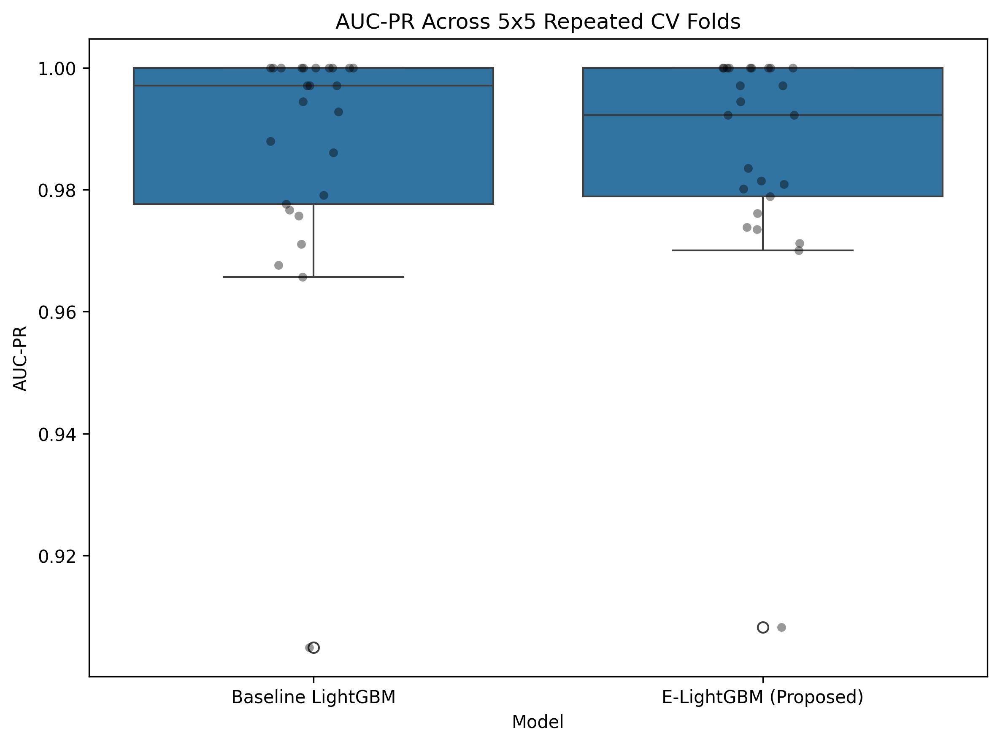 AUC-PR Across 5x5 Repeated CV Folds
1.00
0.98
0.96
0.94
0.92
AUC-PR
Baseline LightGBM
E-LightGBM (Proposed)
Model